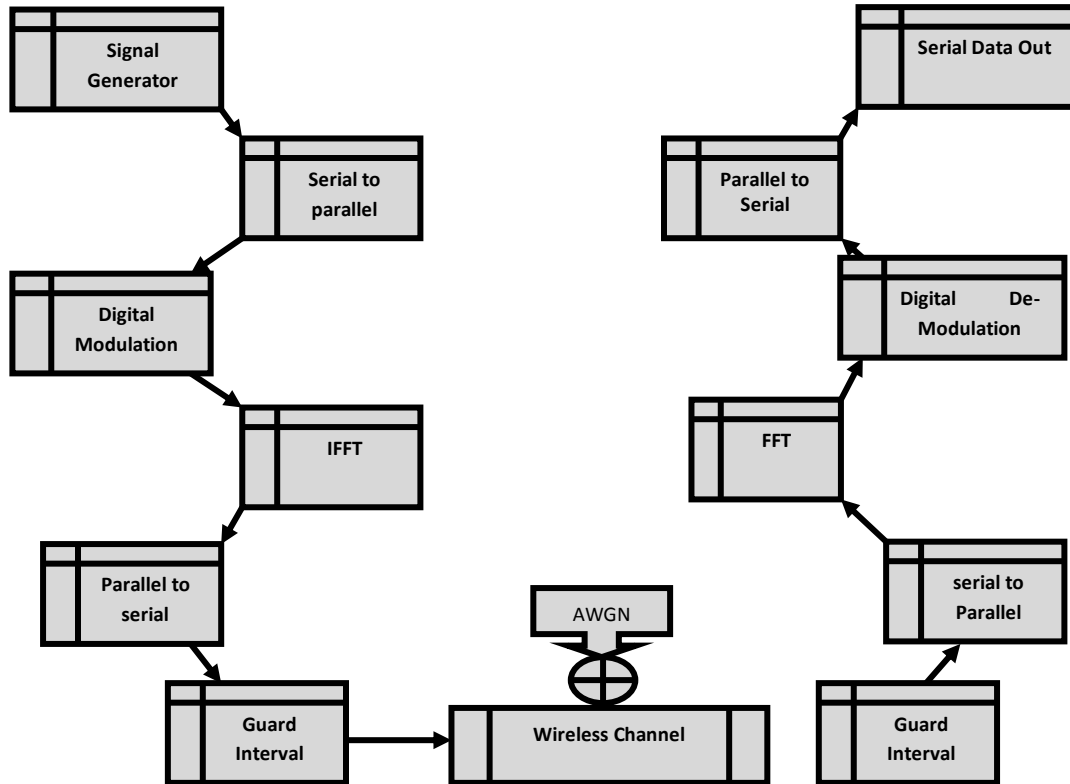 Signal
Generator
Serial to
parallel
Digital
Modulation
IFFT
Parallel to
serial
Guard
Interval
AWGN
Wireless Channel
Guard
Interval
serial to
Parallel
FFT
Digital De-
Modulation
Parallel to
Serial
Serial Data Out